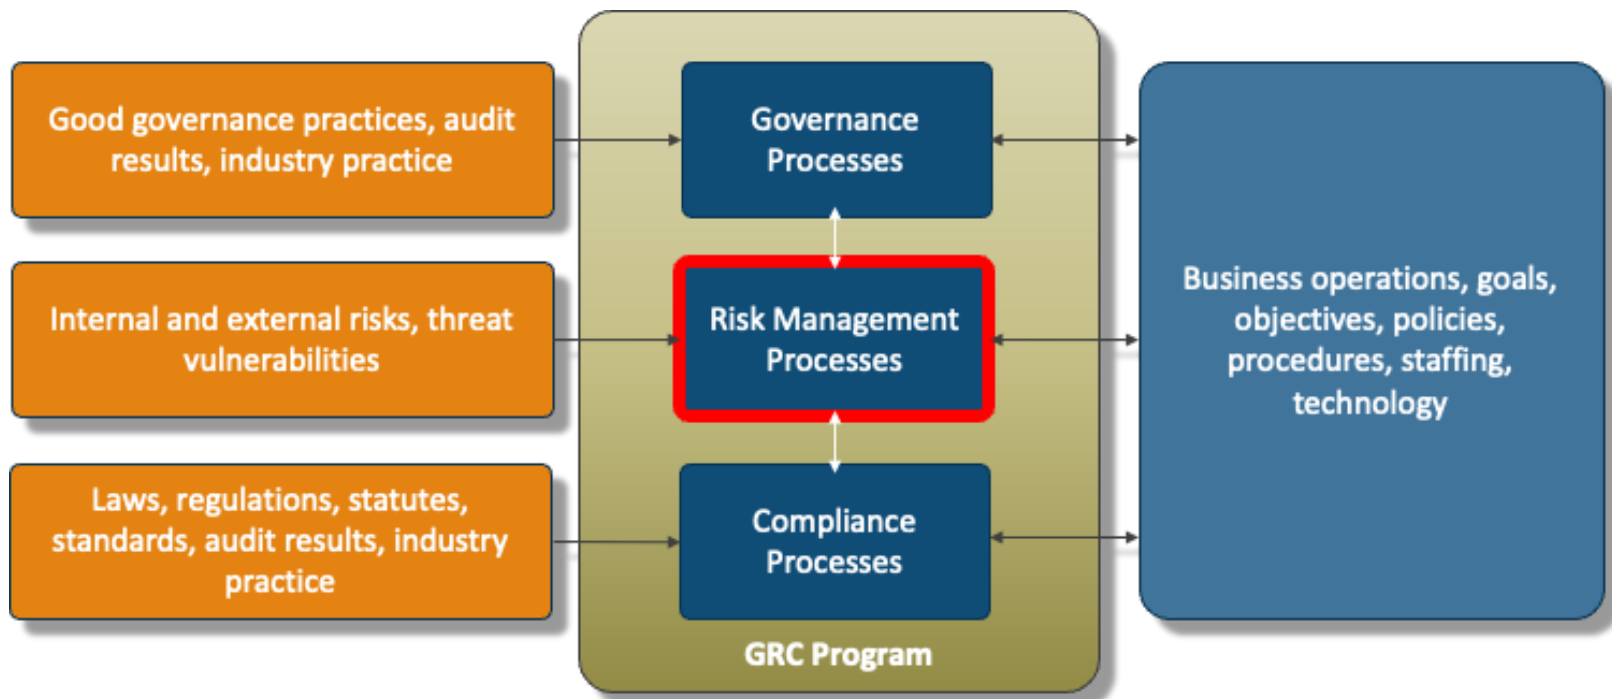 Good governance practices, audit
results, industry practice
Governance
Processes
Internal and external risks, threat
vulnerabilities
Risk Management
Processes
Business operations, goals,
objectives, policies,
procedures, staffing,
technology
Laws, regulations, statutes,
standards, audit results, industry
practice
Compliance
Processes
GRC Program